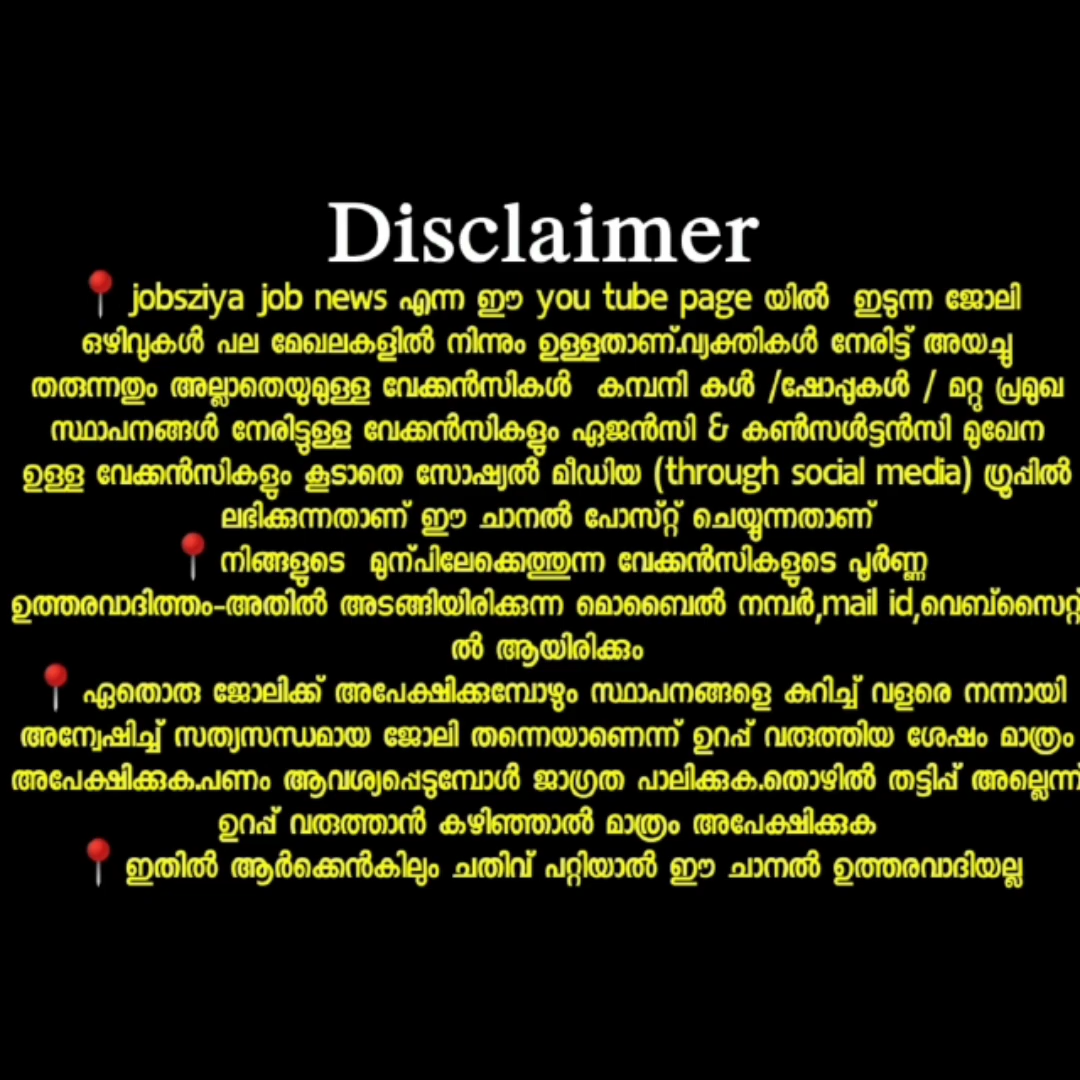 Disclaimer
📍 jobsziya job news എന്ന ഈ you tube page യിൽ ഇടുന്ന ജോലി
ഒഴിവുകൾ പല മേഖലകളിൽ നിന്നും ഉള്ളതാണ്.വ്യക്തികൾ നേരിട്ട് അയച്ചു
തരുന്നതും അല്ലാതെയുമുള്ള വേക്കൻസികൾ കമ്പനി കൾ /ഷോപ്പുകൾ / മറ്റു പ്രമുഖ
സ്ഥാപനങ്ങൾ നേരിട്ടുള്ള വേക്കൻസികളും ഏജൻസി & കൺസൾട്ടൻസി മുഖേന
ഉള്ള വേക്കൻസികളും കൂടാതെ സോഷ്യൽ മീഡിയ (through social media) ഗ്രൂപ്പിൽ
ലഭിക്കുന്നതാണ് ഈ ചാനൽ പോസ്റ്റ് ചെയ്യുന്നതാണ്
📍 നിങ്ങളുടെ മുന്പിലേക്കെത്തുന്ന വേക്കൻസികളുടെ പൂർണ്ണ
ഉത്തരവാദിത്തം-അതിൽ അടങ്ങിയിരിക്കുന്ന മൊബൈൽ നമ്പർ,mail id,വെബ്സൈറ്റ്
ൽ ആയിരിക്കും
📍 ഏതൊരു ജോലിക്ക് അപേക്ഷിക്കുമ്പോഴും സ്ഥാപനങ്ങളെ കുറിച്ച് വളരെ നന്നായി
അന്വേഷിച്ച് സത്യസന്ധമായ ജോലി തന്നെയാണെന്ന് ഉറപ്പ് വരുത്തിയ ശേഷം മാത്രം
അപേക്ഷിക്കുക.പണം ആവശ്യപ്പെടുമ്പോൾ ജാഗ്രത പാലിക്കുക.തൊഴിൽ തട്ടിപ്പ് അല്ലെന്ന്
ഉറപ്പ് വരുത്താൻ കഴിഞ്ഞാൽ മാത്രം അപേക്ഷിക്കുക
📍 ഇതിൽ ആർക്കെൻകിലും ചതിവ് പറ്റിയാൽ ഈ ചാനൽ ഉത്തരവാദിയല്ല